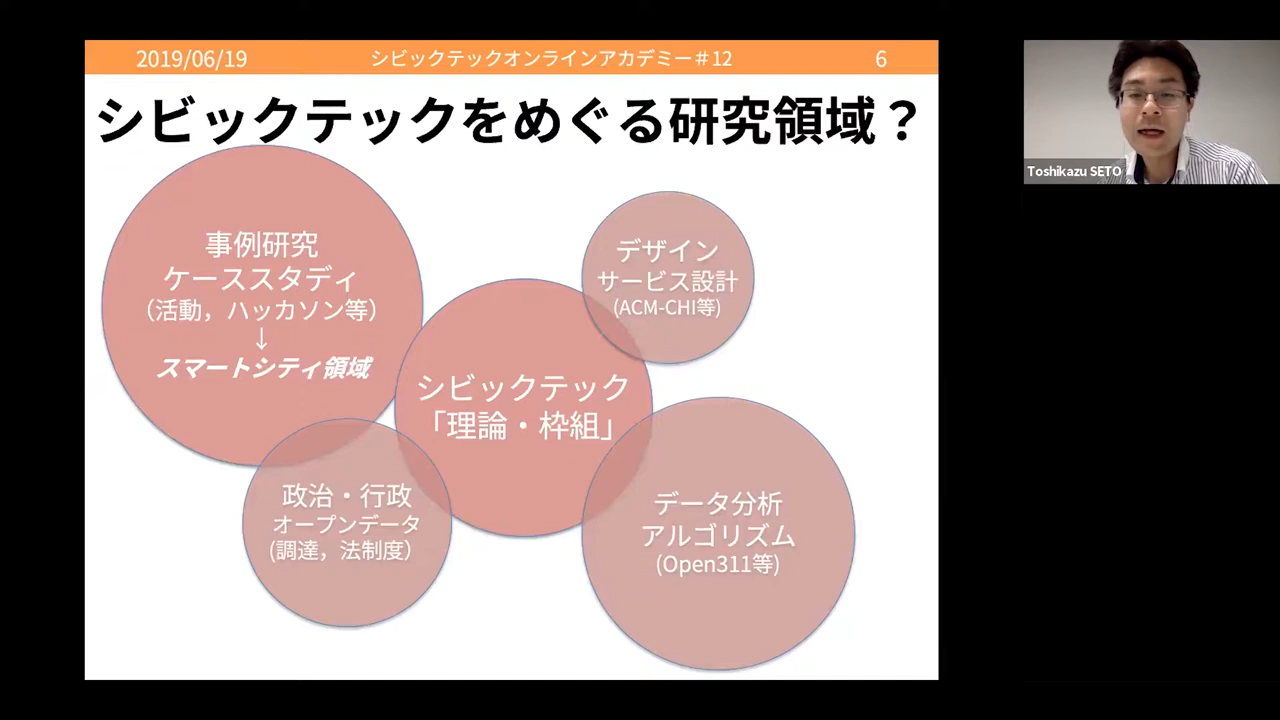 2019/06/19
シビックテックオンラインアカデミー＃12
6
シビックテックをめぐる研究領域？
事例研究
ケーススタディ
（活動，ハッカソン等）
↓
スマートシティ領域
デザイン
サービス設計
(ACM-CHI等)
シビックテック
「理論・枠組」
政治・行政
オープンデータ
(調達，法制度）
データ分析
アルゴリズム
(Open311等)
Toshikazu SETO